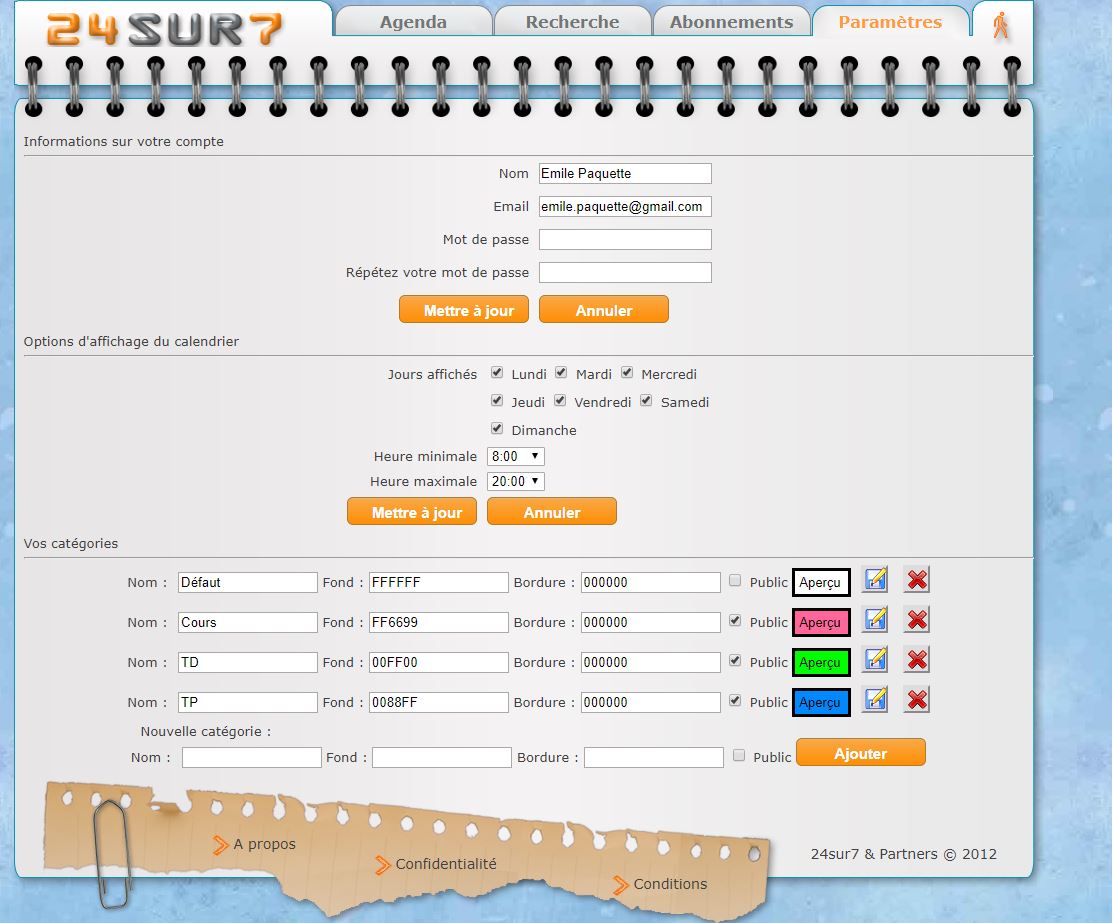 24SUR7 Agenda Recherche Abonnements Paramètres
Informations sur votre compte
Nom Emile Paquette
Email emile.paquette@gmail.com
Mot de passe
Répétez votre mot de passe
Mettre à jour Annuler
Options d'affichage du calendrier
Jours affichés Lundi Mardi Mercredi
Jeudi Vendredi Samedi
Dimanche
Heure minimale 8:00
Heure maximale 20:00
Mettre à jour Annuler
Vos catégories
Nom : Défaut Fond : FFFFFF Bordure : 000000 Public Aperçu
Nom : Cours Fond : FF6699 Bordure : 000000 Public Aperçu
Nom : TD Fond : 00FF00 Bordure : 000000 Public Aperçu
Nom : TP Fond : 0088FF Bordure : 000000 Public Aperçu
Nouvelle catégorie :
Nom : Fond : Bordure : Public Ajouter
A propos
Confidentialité
Conditions
24sur7 & Partners © 2012